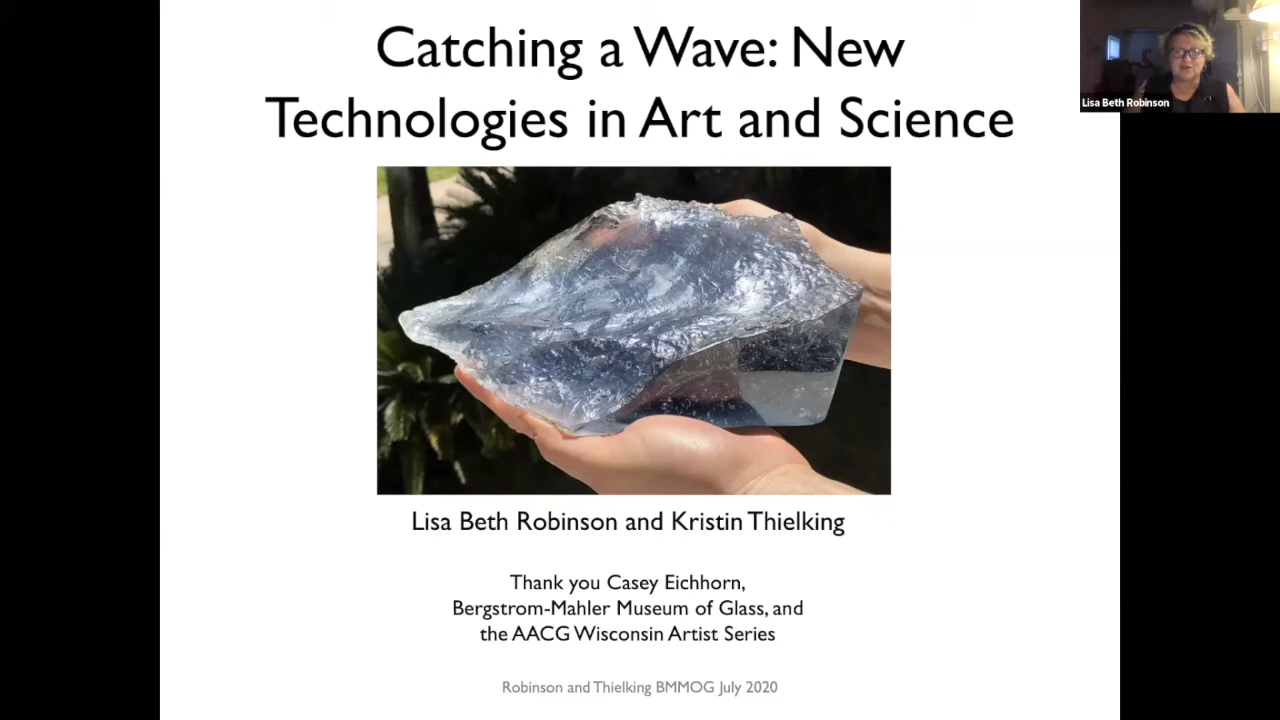 Catching a Wave: New
Technologies in Art and Science
Lisa Beth Robinson
Lisa Beth Robinson and Kristin Thielking
Thank you Casey Eichhorn,
Bergstrom-Mahler Museum of Glass, and
the AACG Wisconsin Artist Series
Robinson and Thielking BMMOG July 2020